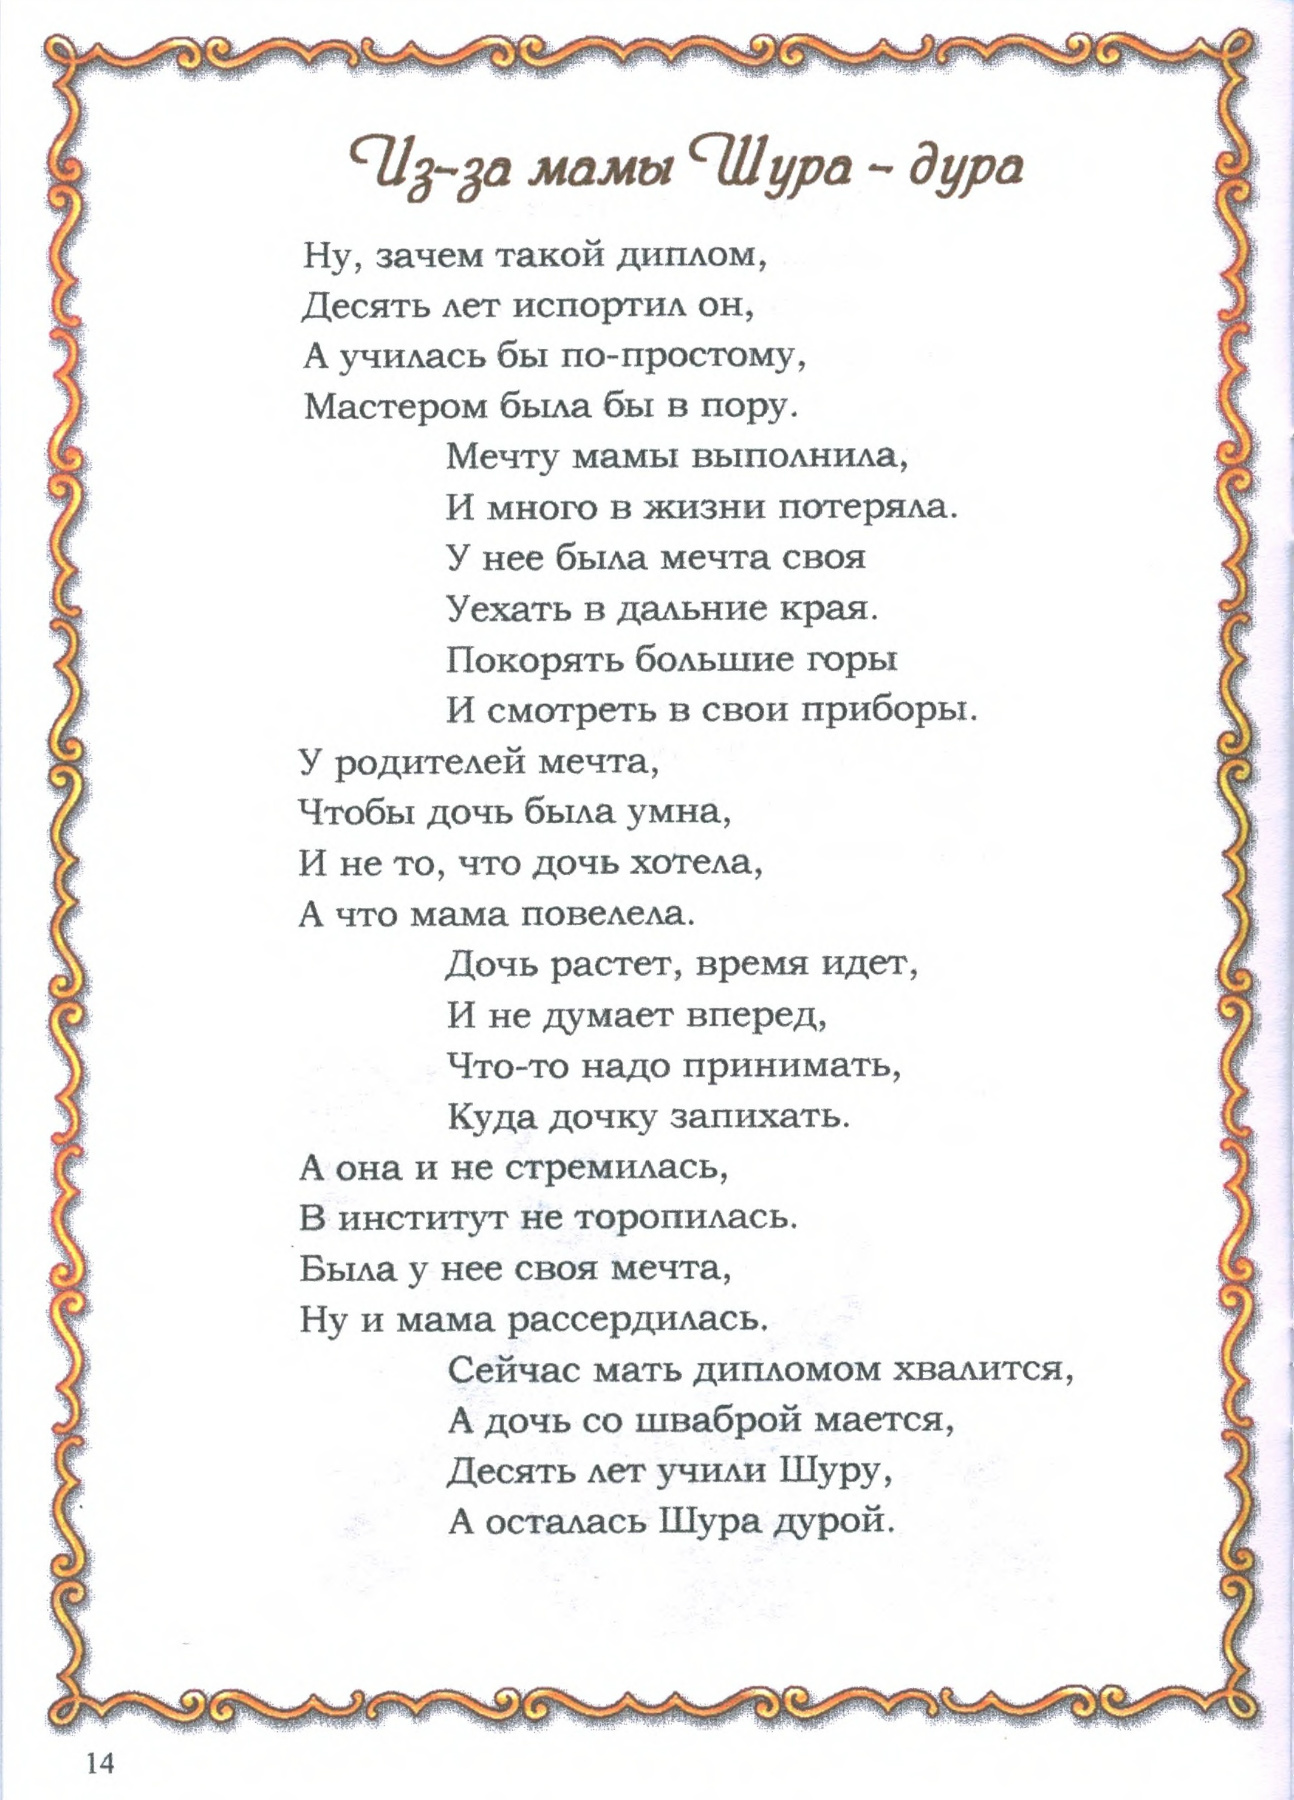 Из-за мамы Шура - дура
Ну, зачем такой диплом,
Десять лет испортил он,
А училась бы по-простому,
Мастером была бы в пору.
Мечту мамы выполнила,
И много в жизни потеряла.
У нее была мечта своя
Уехать в дальние края.
Покорять большие горы
И смотреть в свои приборы.
У родителей мечта,
Чтобы дочь была умна,
И не то, что дочь хотела,
А что мама повелела.
Дочь растет, время идет,
И не думает вперед,
Что-то надо принимать,
Куда дочку запихать.
А она и не стремилась,
В институт не торопилась.
Была у нее своя мечта,
Ну и мама рассердилась.
Сейчас мать дипломом хвалится,
А дочь со шваброй мается,
Десять лет учили Шуру,
А осталась Шура дурой.
14